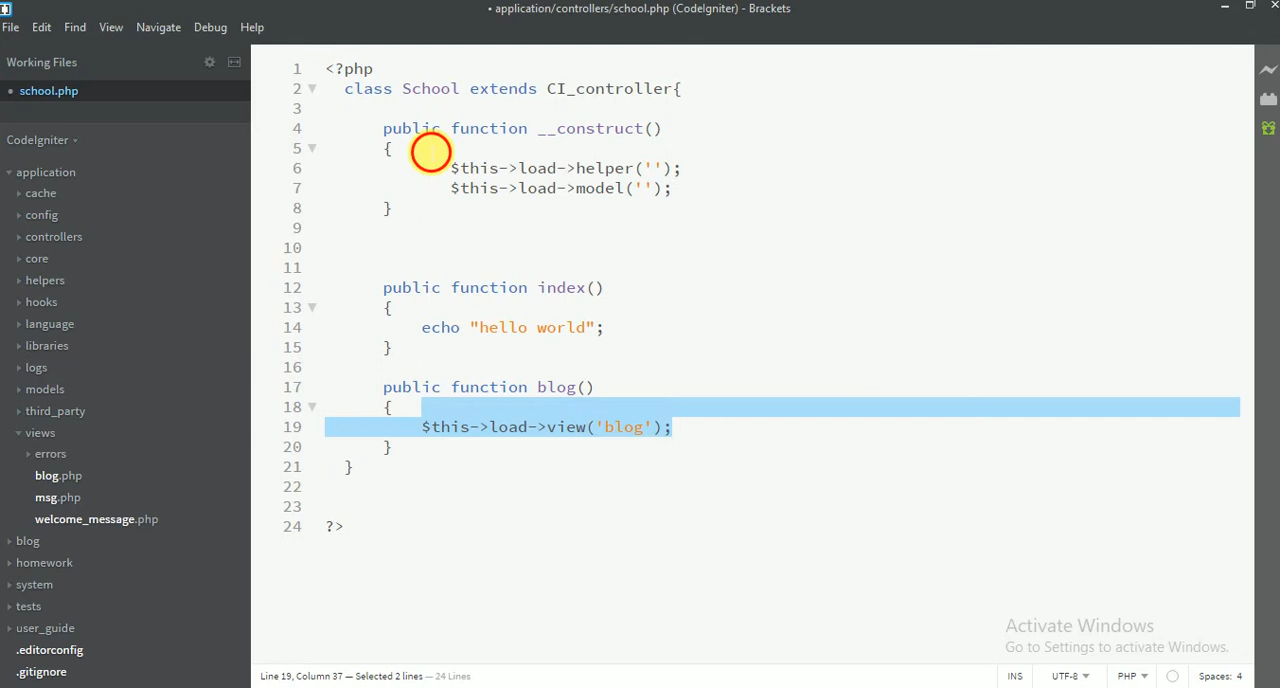 • application/controllers/school.php (CodeIgniter) - Brackets
File Edit Find View Navigate Debug Help
Working Files
• school.php
CodeIgniter
application
cache
config
controllers
core
helpers
hooks
language
libraries
logs
models
third_party
views
errors
blog.php
msg.php
welcome_message.php
blog
homework
system
tests
user_guide
.editorconfig
.gitignore
1 <?php
2 class School extends CI_controller{
3
4 public function __construct()
5 {
6 $this->load->helper('');
7 $this->load->model('');
8 }
9
10
11
12 public function index()
13 {
14 echo "hello world";
15 }
16
17 public function blog()
18 {
19 $this->load->view('blog');
20 }
21 }
22
23
24 ?>
Activate Windows
Go to Settings to activate Windows.
Line 19, Column 37 — Selected 2 lines — 24 Lines
INS UTF-8 PHP Spaces: 4